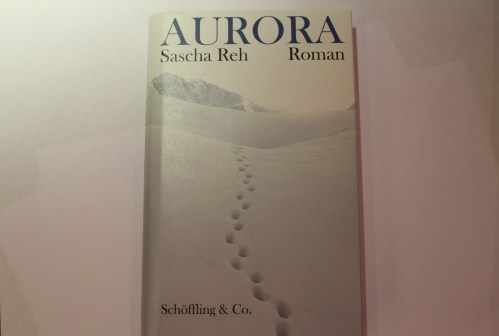 AURORA
Sascha Reh Roman
Schöffling & Co.